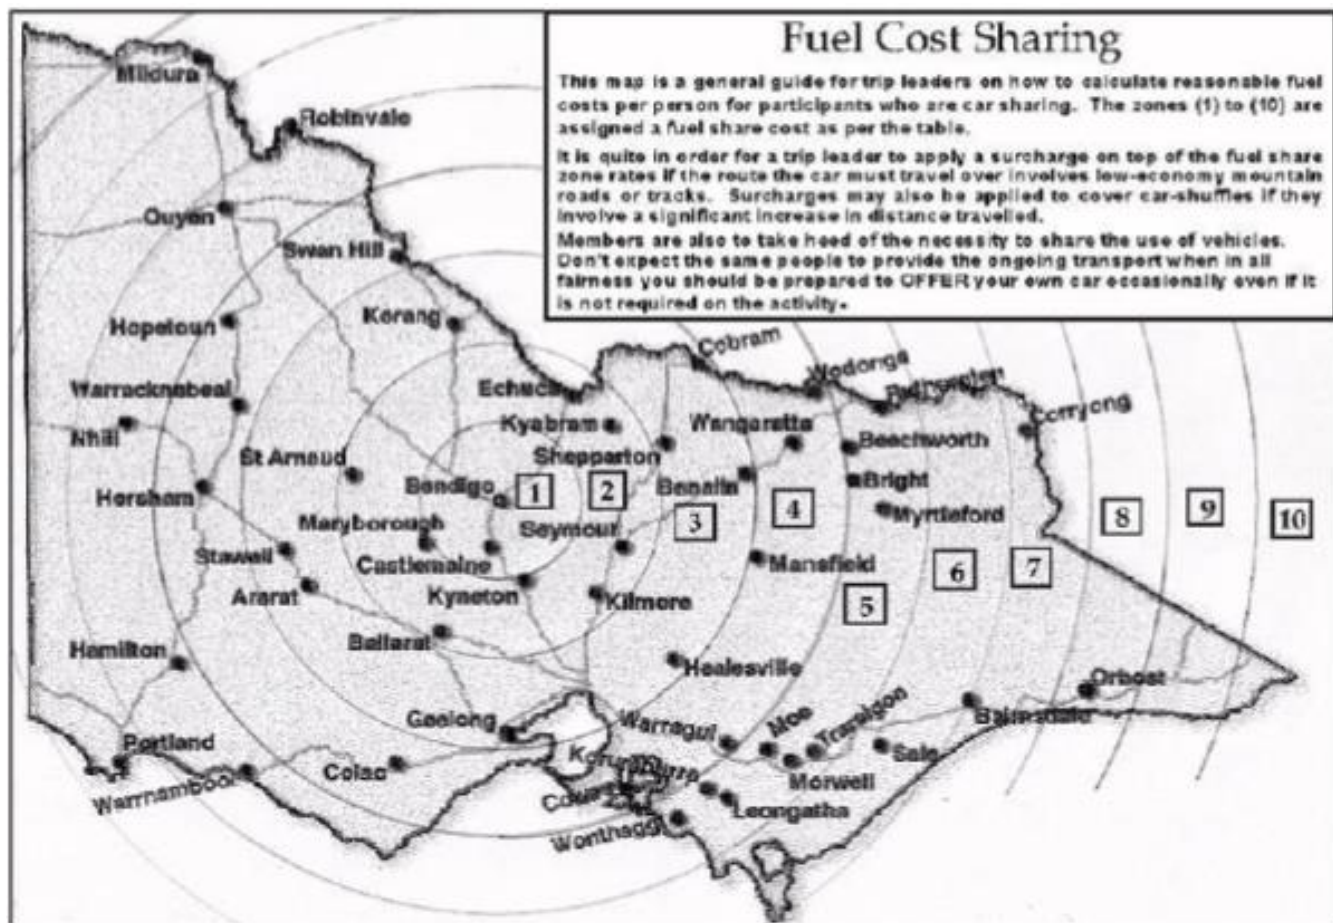 Fuel Cost Sharing
This map is a general guide for trip leaders on how to calculate reasonable fuel
costs per person for participants who are car sharing. The zones (1) to (10) are
assigned a fuel share cost as per the table.
It is quite in order for a trip leader to apply a surcharge on top of the fuel share
zone rates if the route the car must travel over involves low-economy mountain
roads or tracks. Surcharges may also be applied to cover car-shuffles if they
involve a significant increase in distance travelled.
Members are also to take heed of the necessity to share the use of vehicles.
Don't expect the same people to provide the ongoing transport when in all
fairness you should be prepared to OFFER your own car occasionally even if it
is not required on the activity.
Mildura
Robinvale
Ouyen
Swan Hill
Hopetoun
Kerang
Cobram
Wodonga
Warracknabeal
Echuca
Corryong
Nhill
Kyabram
Wangaratta
St Arnaud
Shepparton
Beechworth
Horsham
Bendigo
1
2
Benalla
Bright
Maryborough
Seymour
3
4
Myrtleford
8
9
10
Stawell
Castlemaine
Mansfield
6
7
Ararat
Kyneton
Kilmore
5
Ballarat
Hamilton
Healesville
Orbost
Geelong
Warragul
Moe
Traralgon
Bairnsdale
Portland
Sale
Warrnambool
Colac
Korumburra
Morwell
Leongatha
Wonthaggi